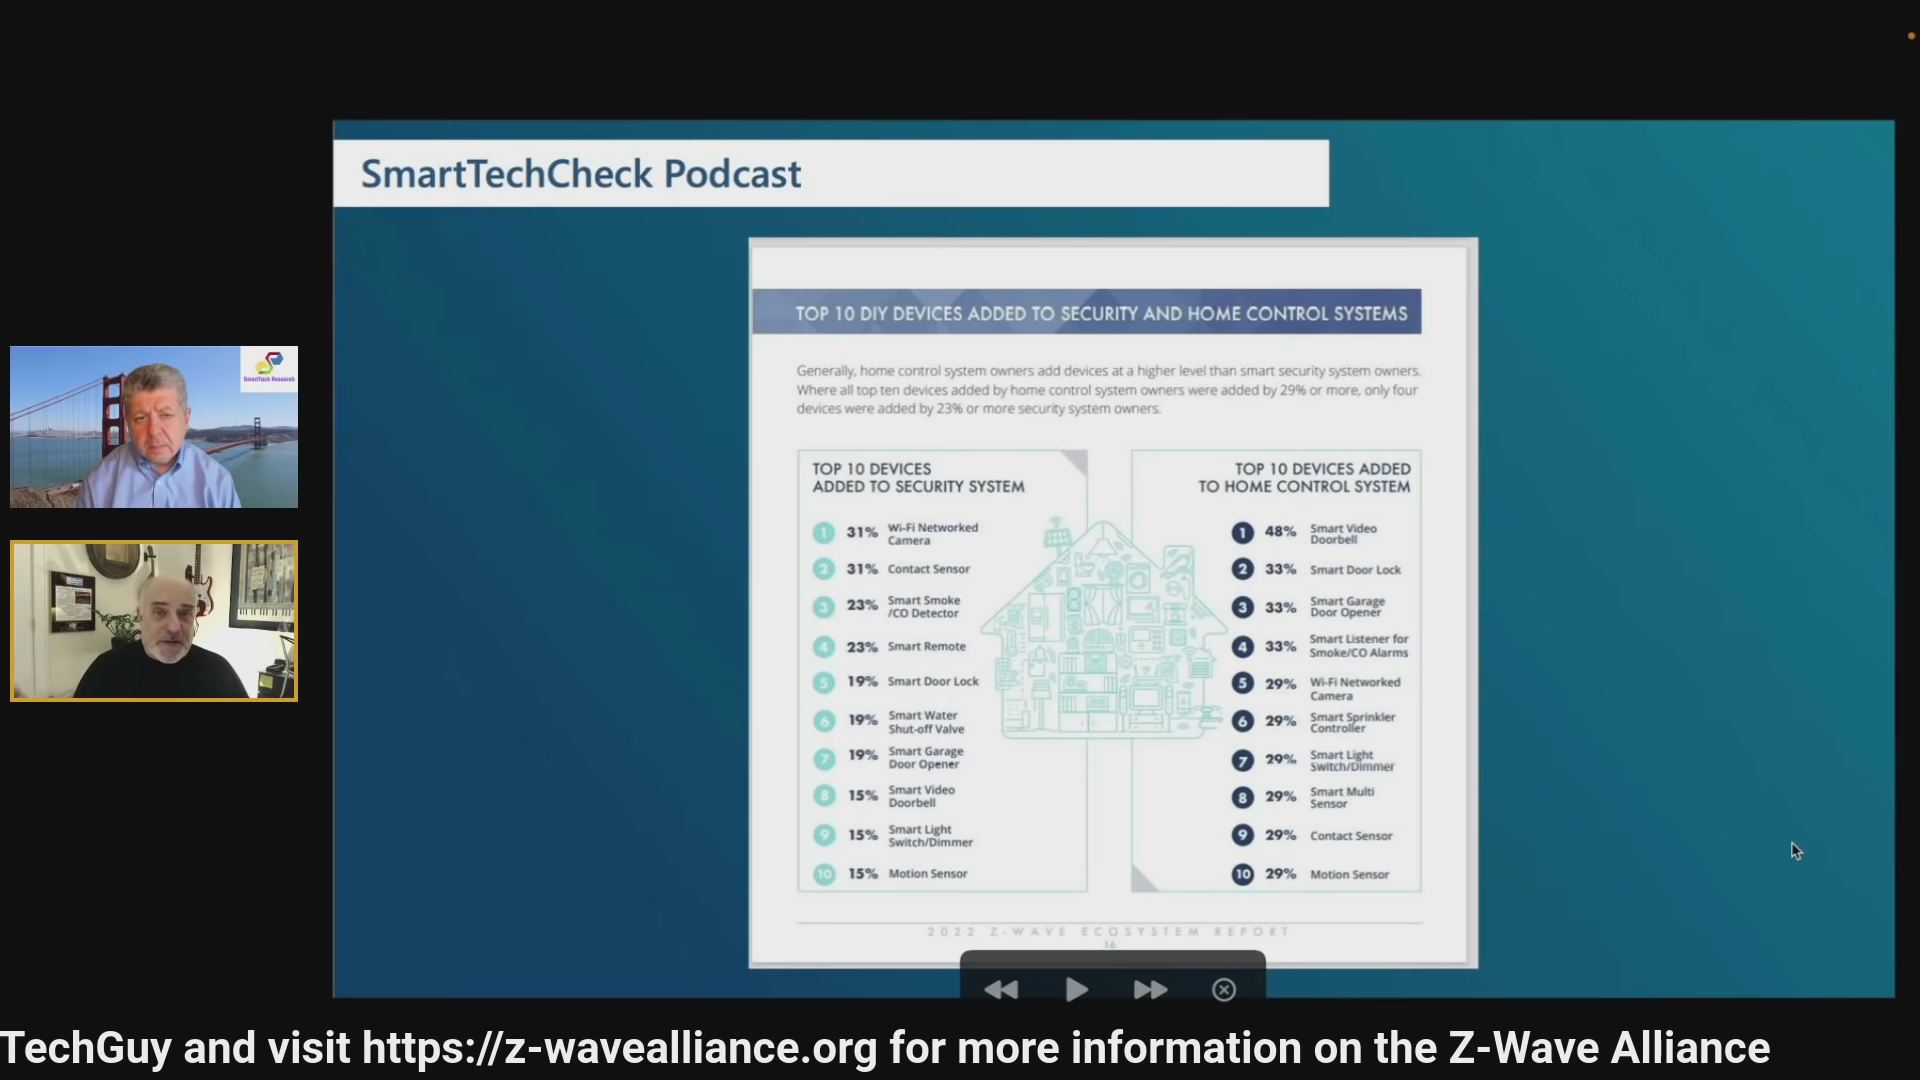 SmartTechCheck Podcast
SmartTech Research
TOP 10 DIY DEVICES ADDED TO SECURITY AND HOME CONTROL SYSTEMS
Generally, home control system owners add devices at a higher level than smart security system owners.
Where all top ten devices added by home control system owners were added by 29% or more, only four
devices were added by 23% or more security system owners.
TOP 10 DEVICES
ADDED TO SECURITY SYSTEM
1 31% Wi-Fi Networked
Camera
2 31% Contact Sensor
3 23% Smart Smoke
/CO Detector
4 23% Smart Remote
5 19% Smart Door Lock
6 19% Smart Water
Shut-off Valve
7 19% Smart Garage
Door Opener
8 15% Smart Video
Doorbell
9 15% Smart Light
Switch/Dimmer
10 15% Motion Sensor
TOP 10 DEVICES ADDED
TO HOME CONTROL SYSTEM
1 48% Smart Video
Doorbell
2 33% Smart Door Lock
3 33% Smart Garage
Door Opener
4 33% Smart Listener for
Smoke/CO Alarms
5 29% Wi-Fi Networked
Camera
6 29% Smart Sprinkler
Controller
7 29% Smart Light
Switch/Dimmer
8 29% Smart Multi
Sensor
9 29% Contact Sensor
10 29% Motion Sensor
2022 Z-WAVE ECOSYSTEM REPORT
16
TechGuy and visit https://z-wavealliance.org for more information on the Z-Wave Alliance